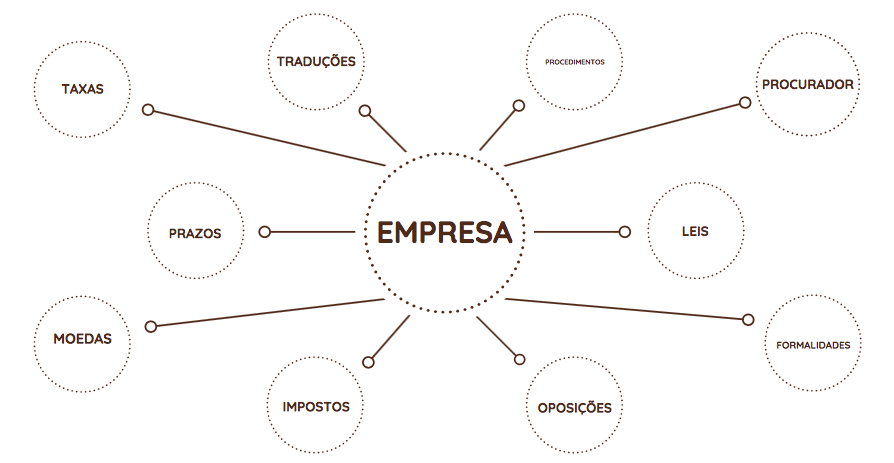 TAXAS
TRADUÇÕES
PROCEDIMENTOS
PROCURADOR
PRAZOS
EMPRESA
LEIS
MOEDAS
FORMALIDADES
IMPOSTOS
OPOSIÇÕES